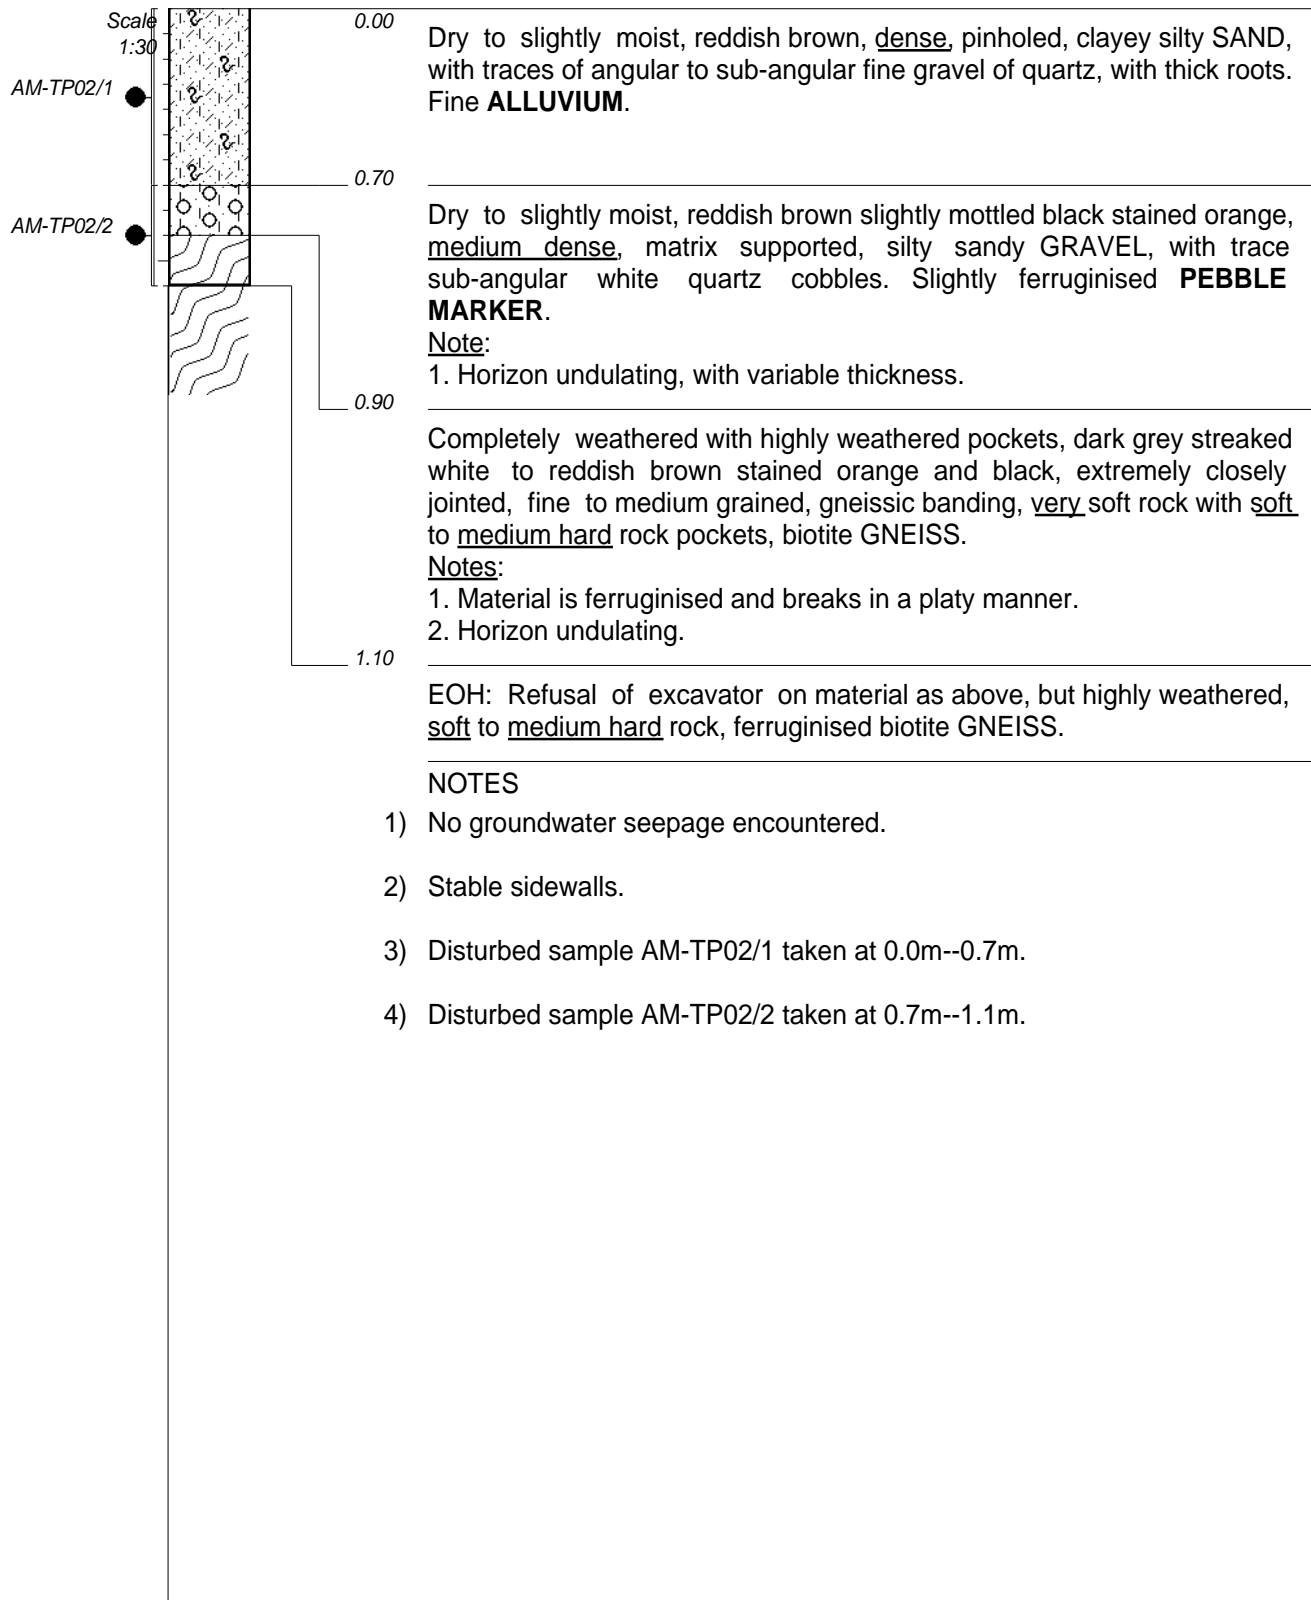 Scale
1:30
0.00
AM-TP02/1
Dry to slightly moist, reddish brown, dense, pinholed, clayey silty SAND,
with traces of angular to sub-angular fine gravel of quartz, with thick roots.
Fine ALLUVIUM.
0.70
AM-TP02/2
Dry to slightly moist, reddish brown slightly mottled black stained orange,
medium dense, matrix supported, silty sandy GRAVEL, with trace
sub-angular white quartz cobbles. Slightly ferruginised PEBBLE
MARKER.
Note:
1. Horizon undulating, with variable thickness.
0.90
Completely weathered with highly weathered pockets, dark grey streaked
white to reddish brown stained orange and black, extremely closely
jointed, fine to medium grained, gneissic banding, very soft rock with soft
to medium hard rock pockets, biotite GNEISS.
Notes:
1. Material is ferruginised and breaks in a platy manner.
2. Horizon undulating.
1.10
EOH: Refusal of excavator on material as above, but highly weathered,
soft to medium hard rock, ferruginised biotite GNEISS.
NOTES
1) No groundwater seepage encountered.
2) Stable sidewalls.
3) Disturbed sample AM-TP02/1 taken at 0.0m--0.7m.
4) Disturbed sample AM-TP02/2 taken at 0.7m--1.1m.